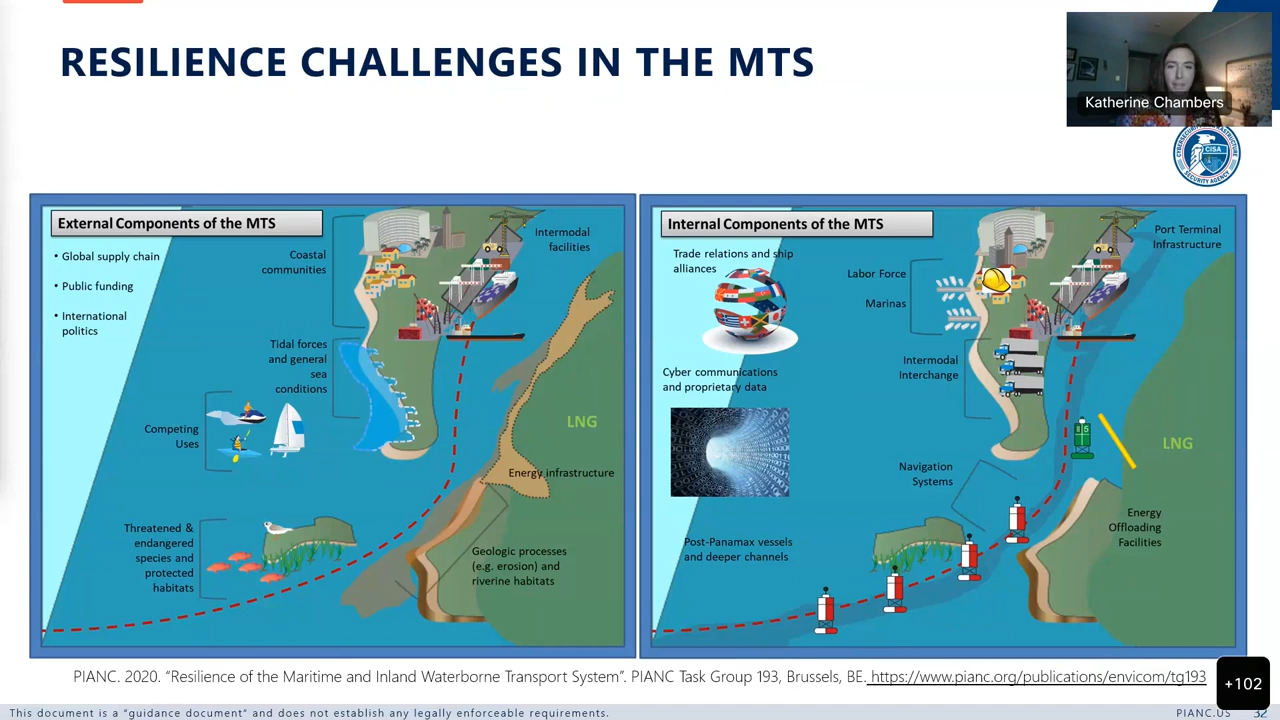 RESILIENCE CHALLENGES IN THE MTS
Katherine Chambers
CISA
External Components of the MTS
• Global supply chain
• Public funding
• International
politics
Coastal
communities
Intermodal
facilities
Tidal forces
and general
sea
conditions
Competing
Uses
LNG
Energy infrastructure
Threatened &
endangered
species and
protected
habitats
Geologic processes
(e.g. erosion) and
riverine habitats
Internal Components of the MTS
Trade relations and ship
alliances
Port Terminal
Infrastructure
Labor Force
Marinas
Cyber communications
and proprietary data
Intermodal
Interchange
5
LNG
Navigation
Systems
Energy
Offloading
Facilities
Post-Panamax vessels
and deeper channels
PIANC. 2020. “Resilience of the Maritime and Inland Waterborne Transport System”. PIANC Task Group 193, Brussels, BE. https://www.pianc.org/publications/envicom/tg193
+102
This document is a “guidance document” and does not establish any legally enforceable requirements.
PIANC.US
32